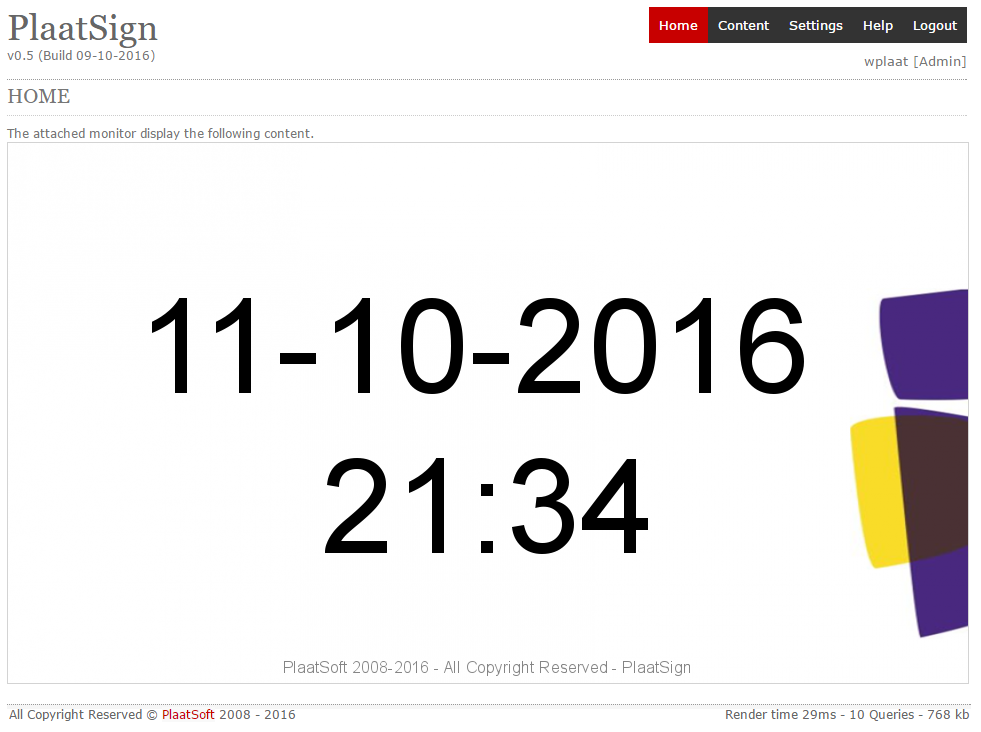 PlaatSign
v0.5 (Build 09-10-2016)
Home Content Settings Help Logout
wplaat [Admin]
HOME
The attached monitor display the following content.
11-10-2016
21:34
PlaatSoft 2008-2016 - All Copyright Reserved - PlaatSign
All Copyright Reserved © PlaatSoft 2008 - 2016
Render time 29ms - 10 Queries - 768 kb